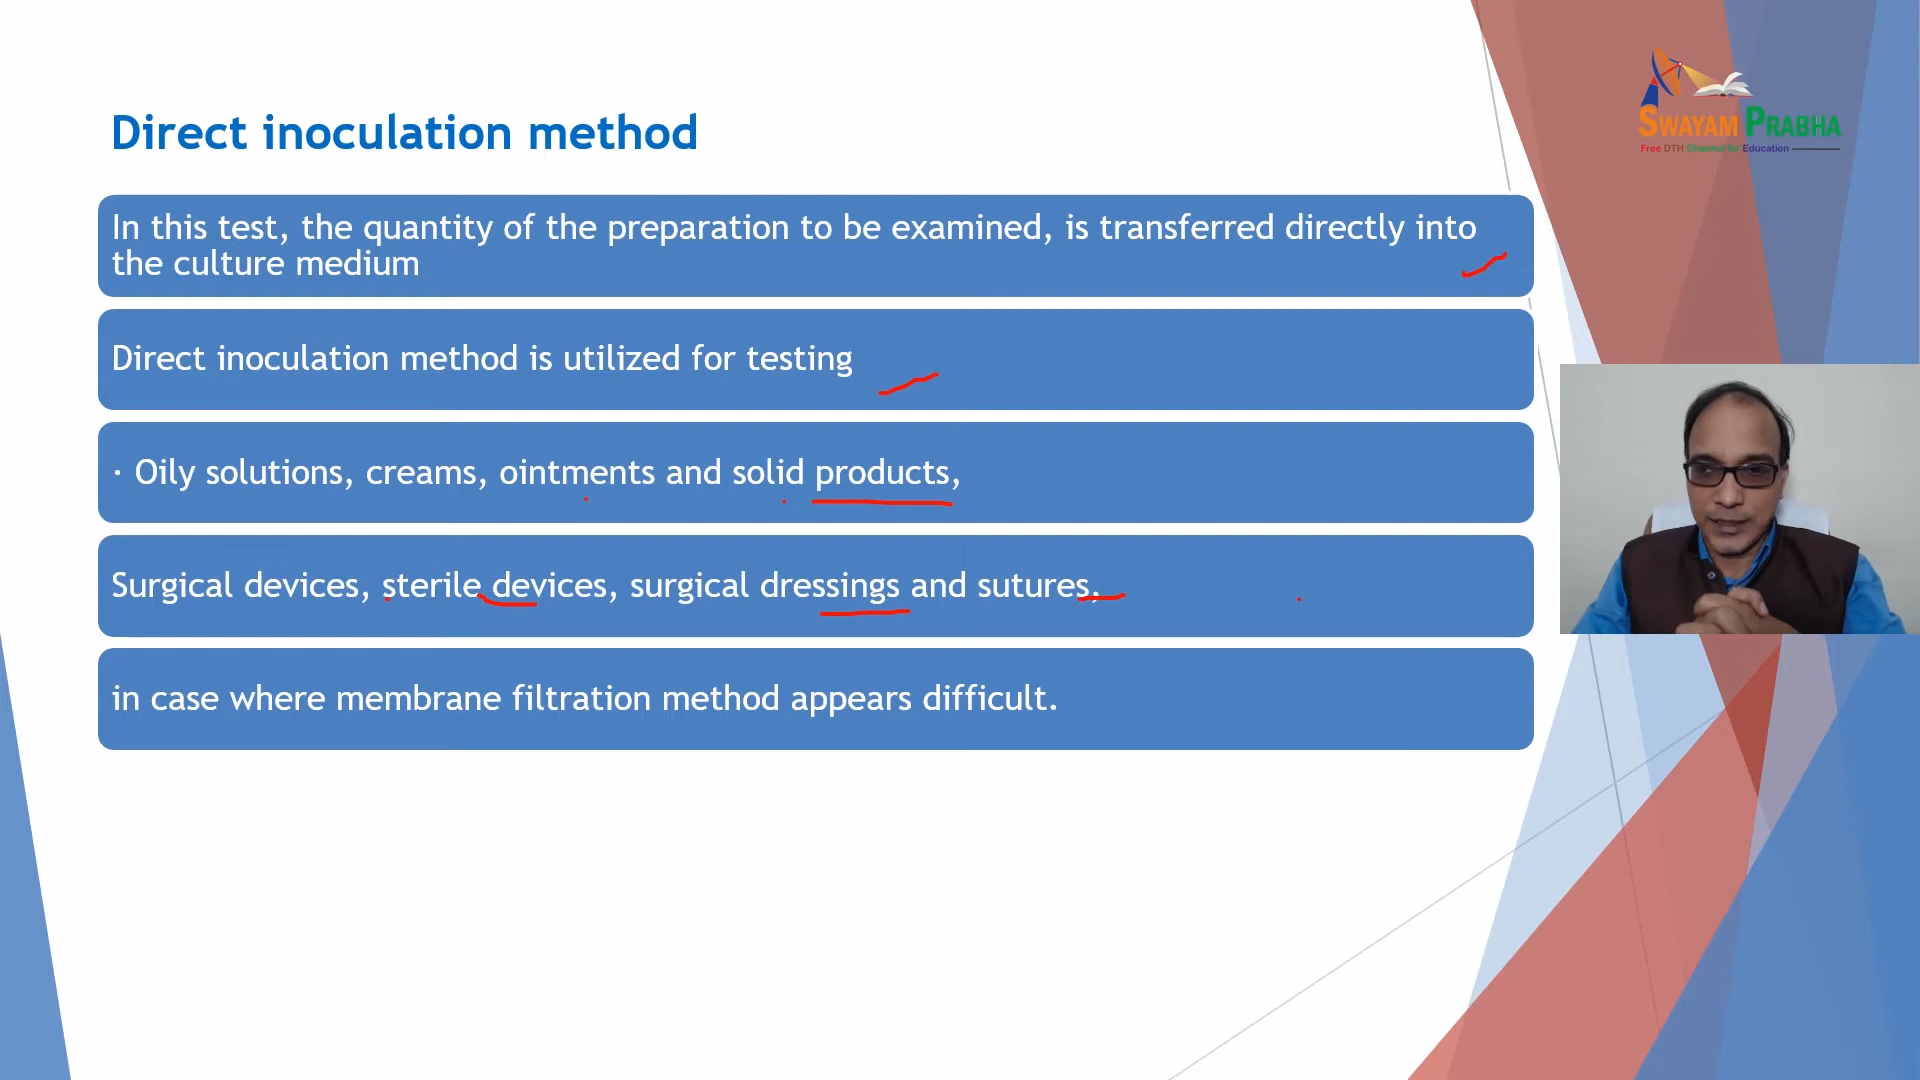 SWAYAM PRABHA
Free DTH Channel for Education
Direct inoculation method
In this test, the quantity of the preparation to be examined, is transferred directly into
the culture medium
Direct inoculation method is utilized for testing
· Oily solutions, creams, ointments and solid products,
Surgical devices, sterile devices, surgical dressings and sutures,
in case where membrane filtration method appears difficult.